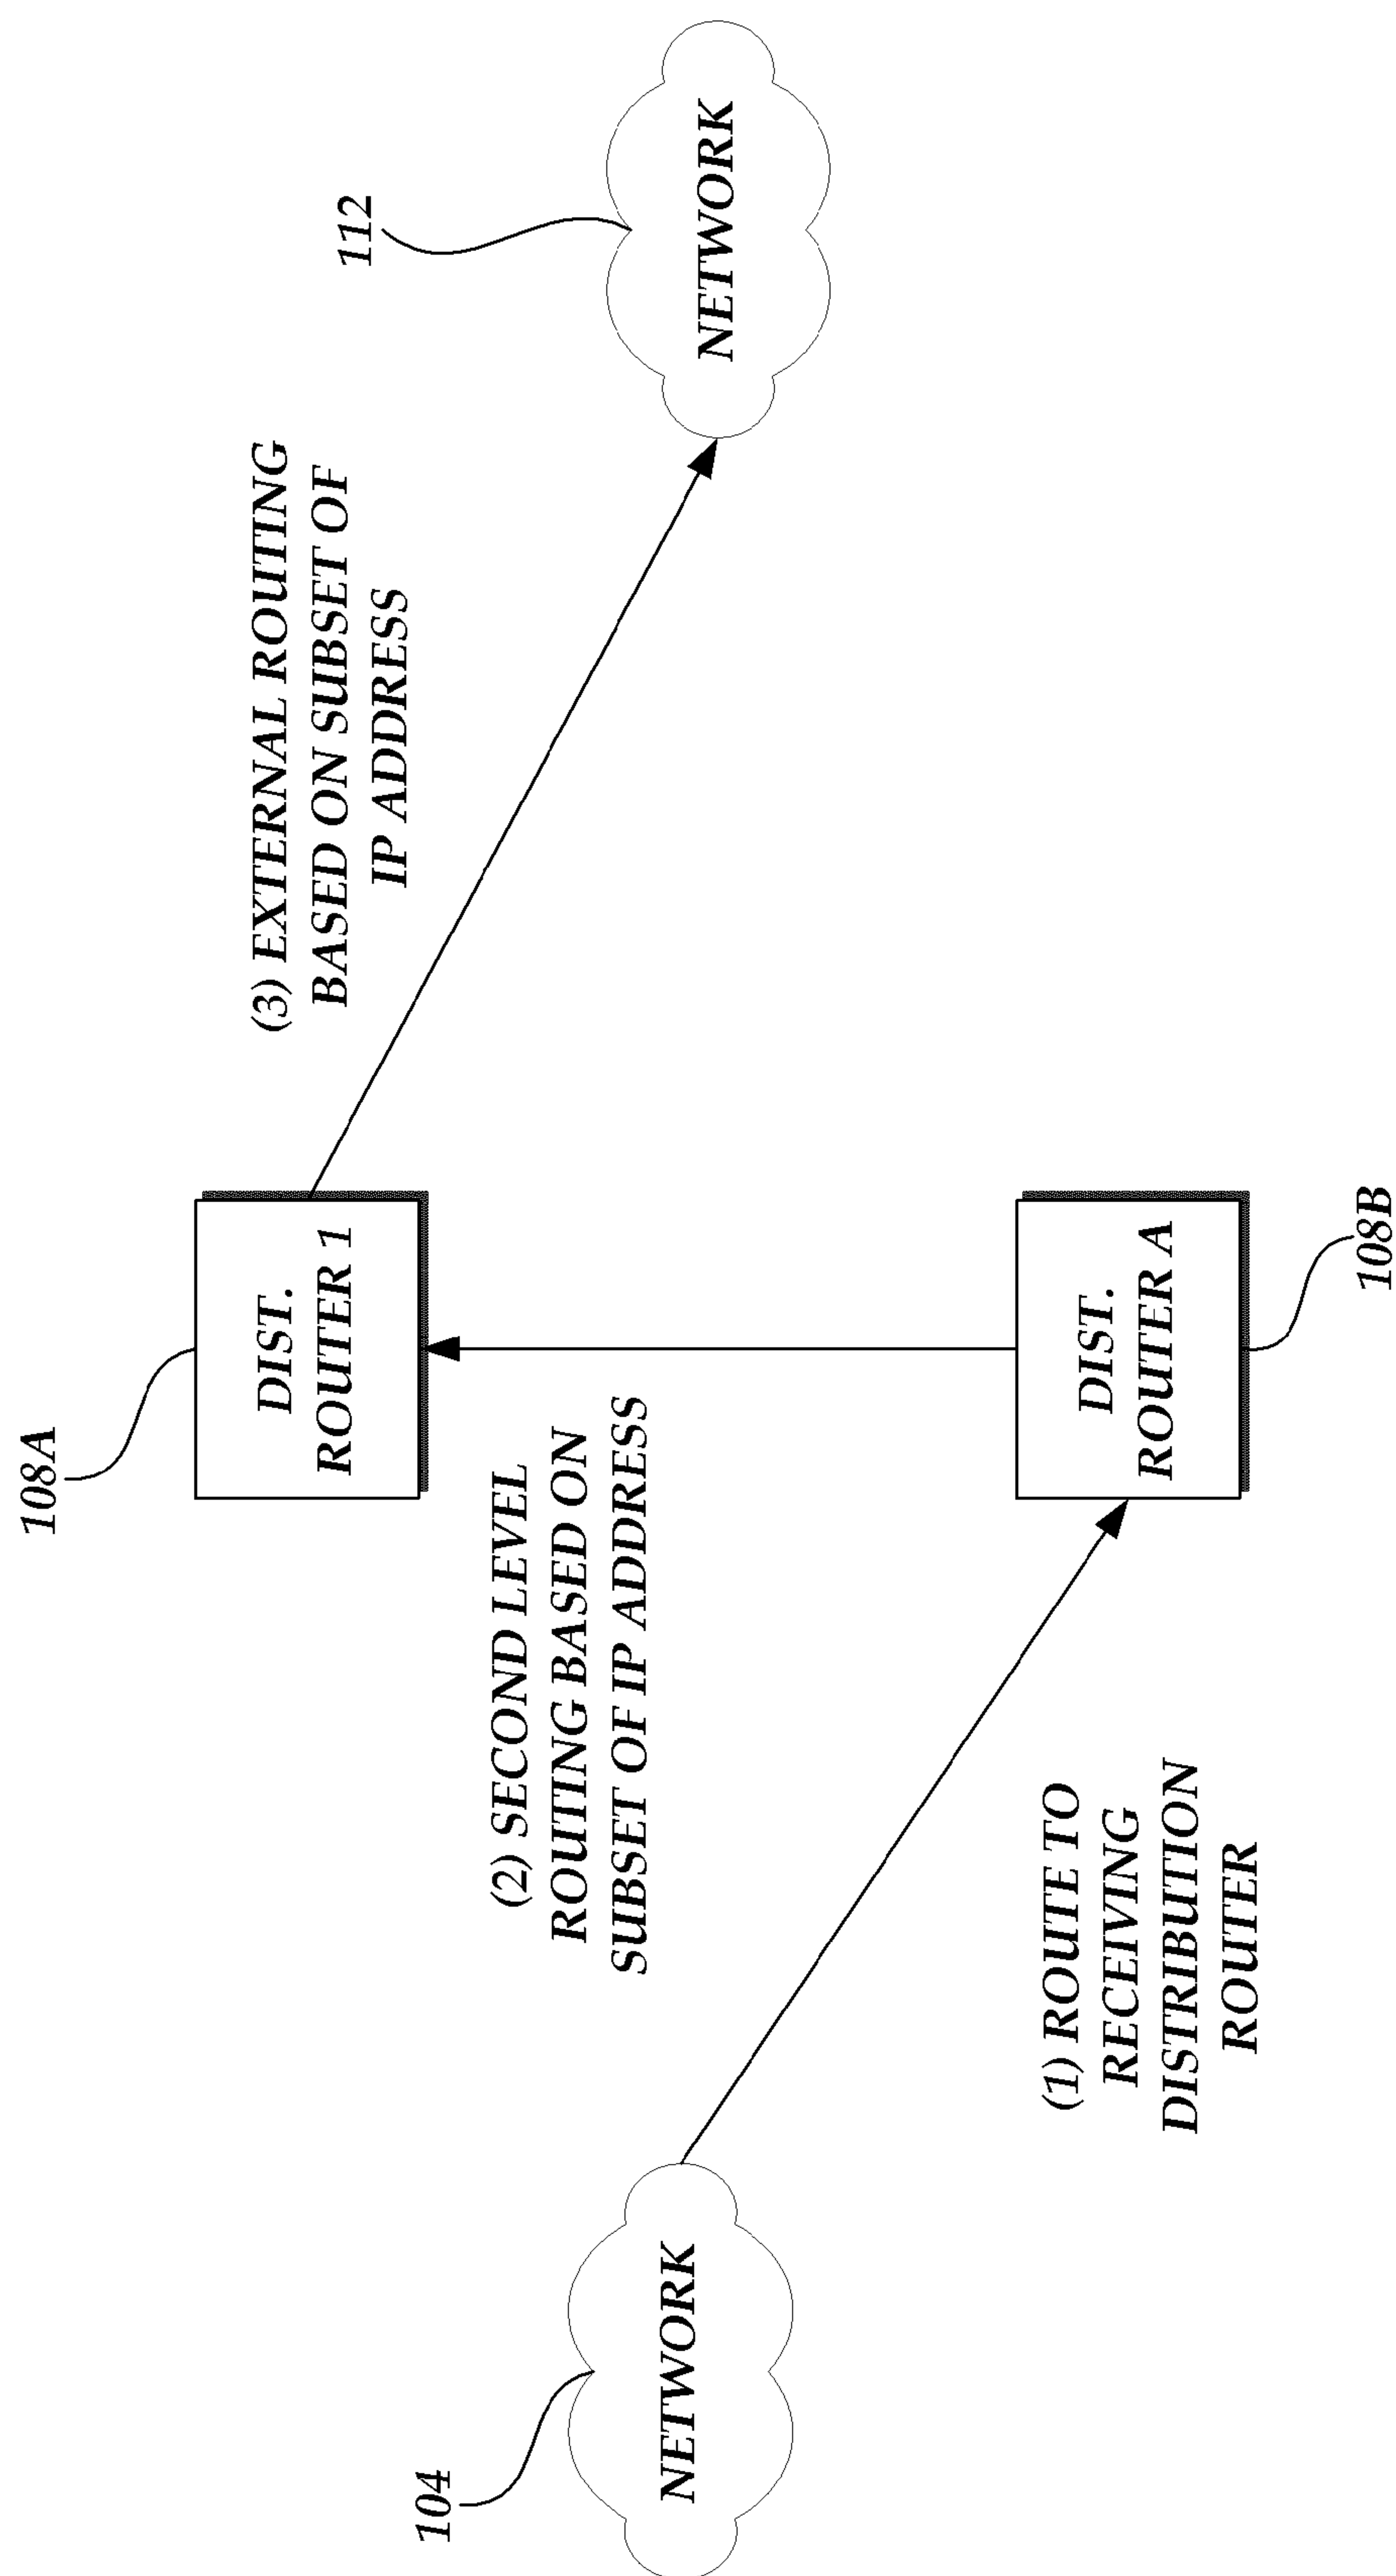 108A
DIST.
ROUTER 1
(3) EXTERNAL ROUTING
BASED ON SUBSET OF
IP ADDRESS
112
NETWORK
(2) SECOND LEVEL
ROUTING BASED ON
SUBSET OF IP ADDRESS
104
NETWORK
(1) ROUTE TO
RECEIVING
DISTRIBUTION
ROUTER
DIST.
ROUTER A
108B